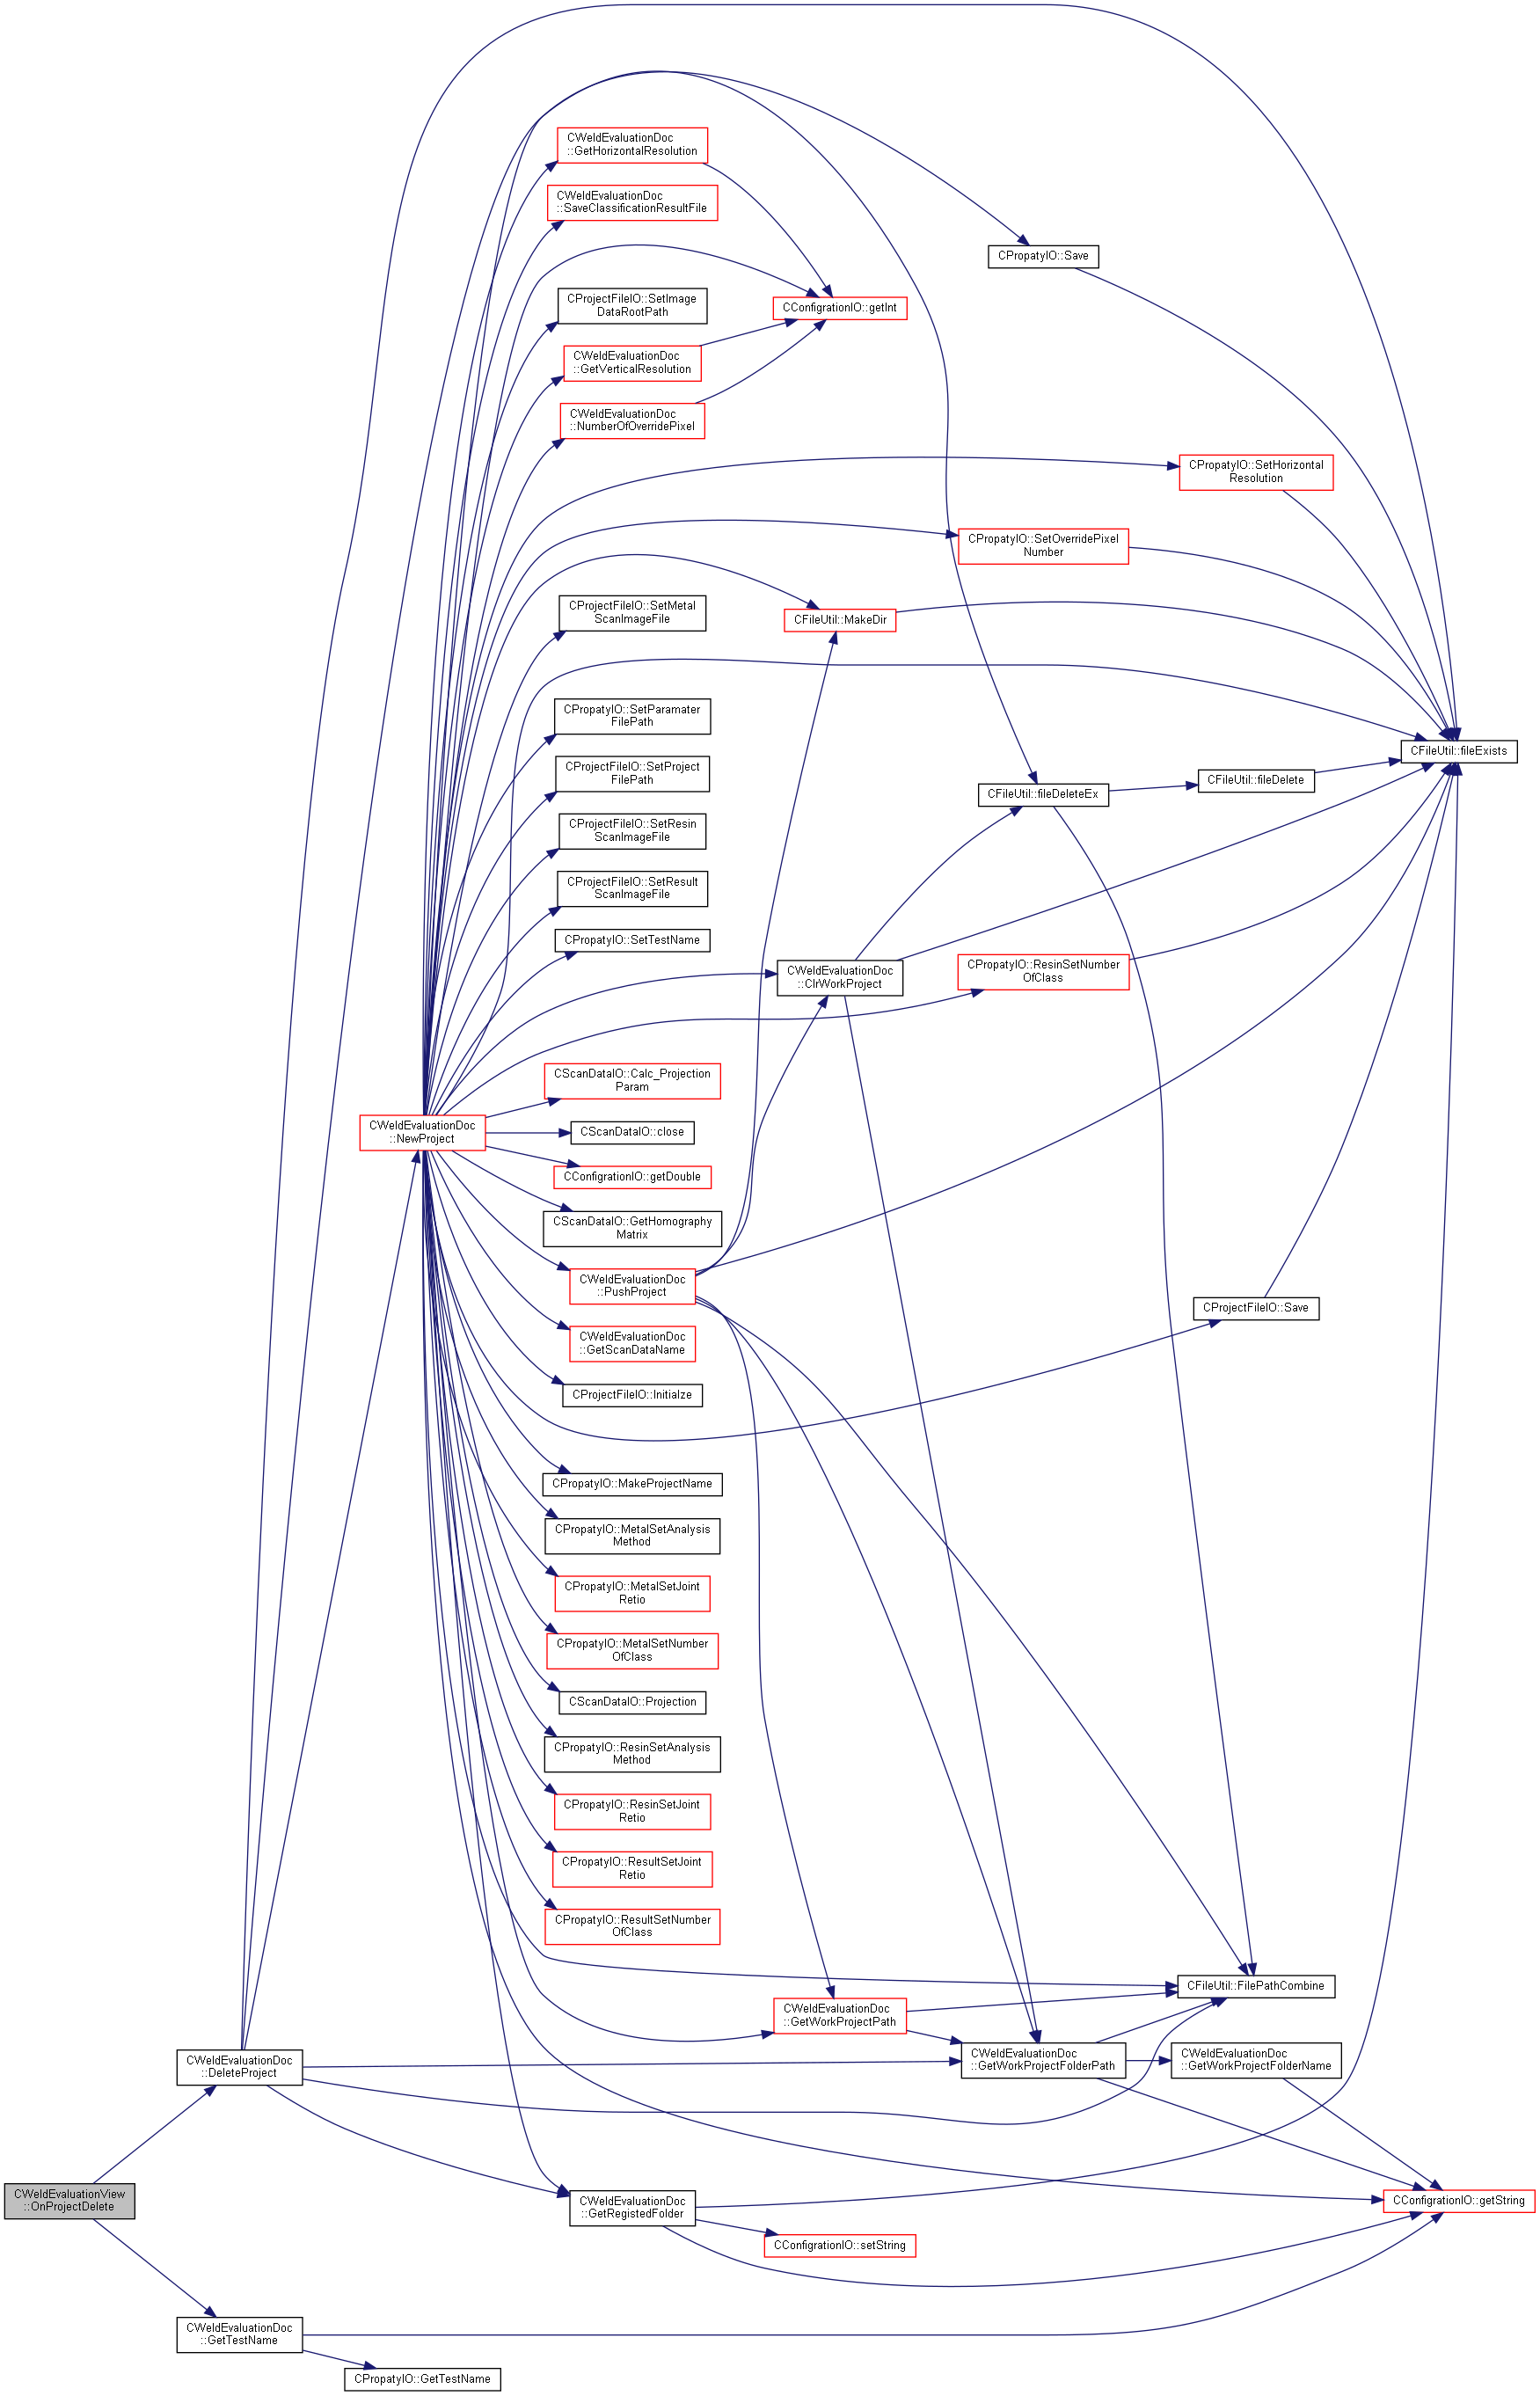 CWeldEvaluationDoc
::GetHorizontalResolution
CWeldEvaluationDoc
::SaveClassificationResultFile
CPropatyIO::Save
CProjectFileIO::SetImage
DataRootPath
CConfigrationIO::getInt
CWeldEvaluationDoc
::GetVerticalResolution
CWeldEvaluationDoc
::NumberOfOverridePixel
CPropatyIO::SetHorizontal
Resolution
CPropatyIO::SetOverridePixel
Number
CProjectFileIO::SetMetal
ScanImageFile
CFileUtil::MakeDir
CPropatyIO::SetParamater
FilePath
CFileUtil::fileExists
CProjectFileIO::SetProject
FilePath
CFileUtil::fileDelete
CFileUtil::fileDeleteEx
CProjectFileIO::SetResin
ScanImageFile
CProjectFileIO::SetResult
ScanImageFile
CPropatyIO::SetTestName
CWeldEvaluationDoc
::ClrWorkProject
CPropatyIO::ResinSetNumber
OfClass
CScanDataIO::Calc_Projection
Param
CWeldEvaluationDoc
::NewProject
CScanDataIO::close
CConfigrationIO::getDouble
CScanDataIO::GetHomography
Matrix
CWeldEvaluationDoc
::PushProject
CProjectFileIO::Save
CWeldEvaluationDoc
::GetScanDataName
CProjectFileIO::Initialze
CPropatyIO::MakeProjectName
CPropatyIO::MetalSetAnalysis
Method
CPropatyIO::MetalSetJoint
Retio
CPropatyIO::MetalSetNumber
OfClass
CScanDataIO::Projection
CPropatyIO::ResinSetAnalysis
Method
CPropatyIO::ResinSetJoint
Retio
CPropatyIO::ResultSetJoint
Retio
CPropatyIO::ResultSetNumber
OfClass
CFileUtil::FilePathCombine
CWeldEvaluationDoc
::GetWorkProjectPath
CWeldEvaluationDoc
::DeleteProject
CWeldEvaluationDoc
::GetWorkProjectFolderPath
CWeldEvaluationDoc
::GetWorkProjectFolderName
CWeldEvaluationView
::OnProjectDelete
CWeldEvaluationDoc
::GetRegistedFolder
CConfigrationIO::getString
CConfigrationIO::setString
CWeldEvaluationDoc
::GetTestName
CPropatyIO::GetTestName